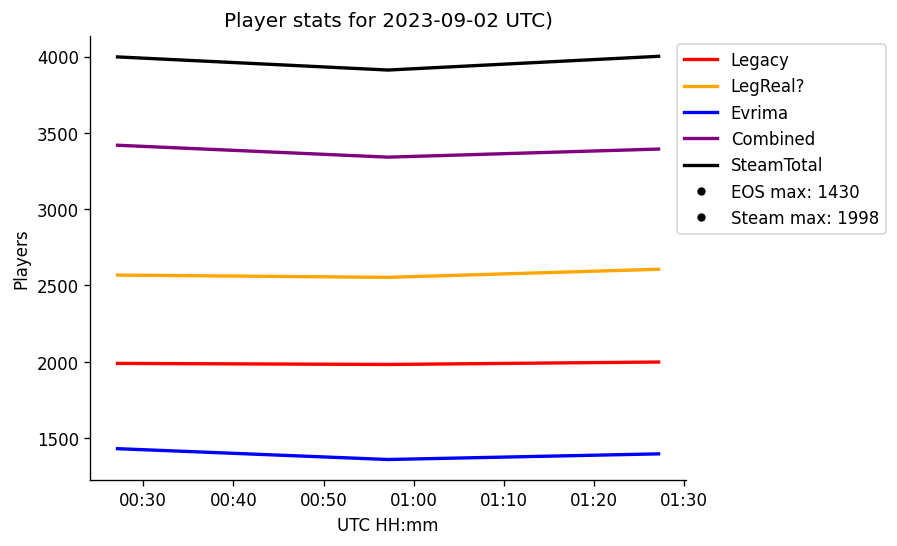 Player stats for 2023-09-02 UTC)
4000
3500
3000
2500
2000
1500
Players
00:30 00:40 00:50 01:00 01:10 01:20 01:30
UTC HH:mm
Legacy
LegReal?
Evrima
Combined
SteamTotal
EOS max: 1430
Steam max: 1998